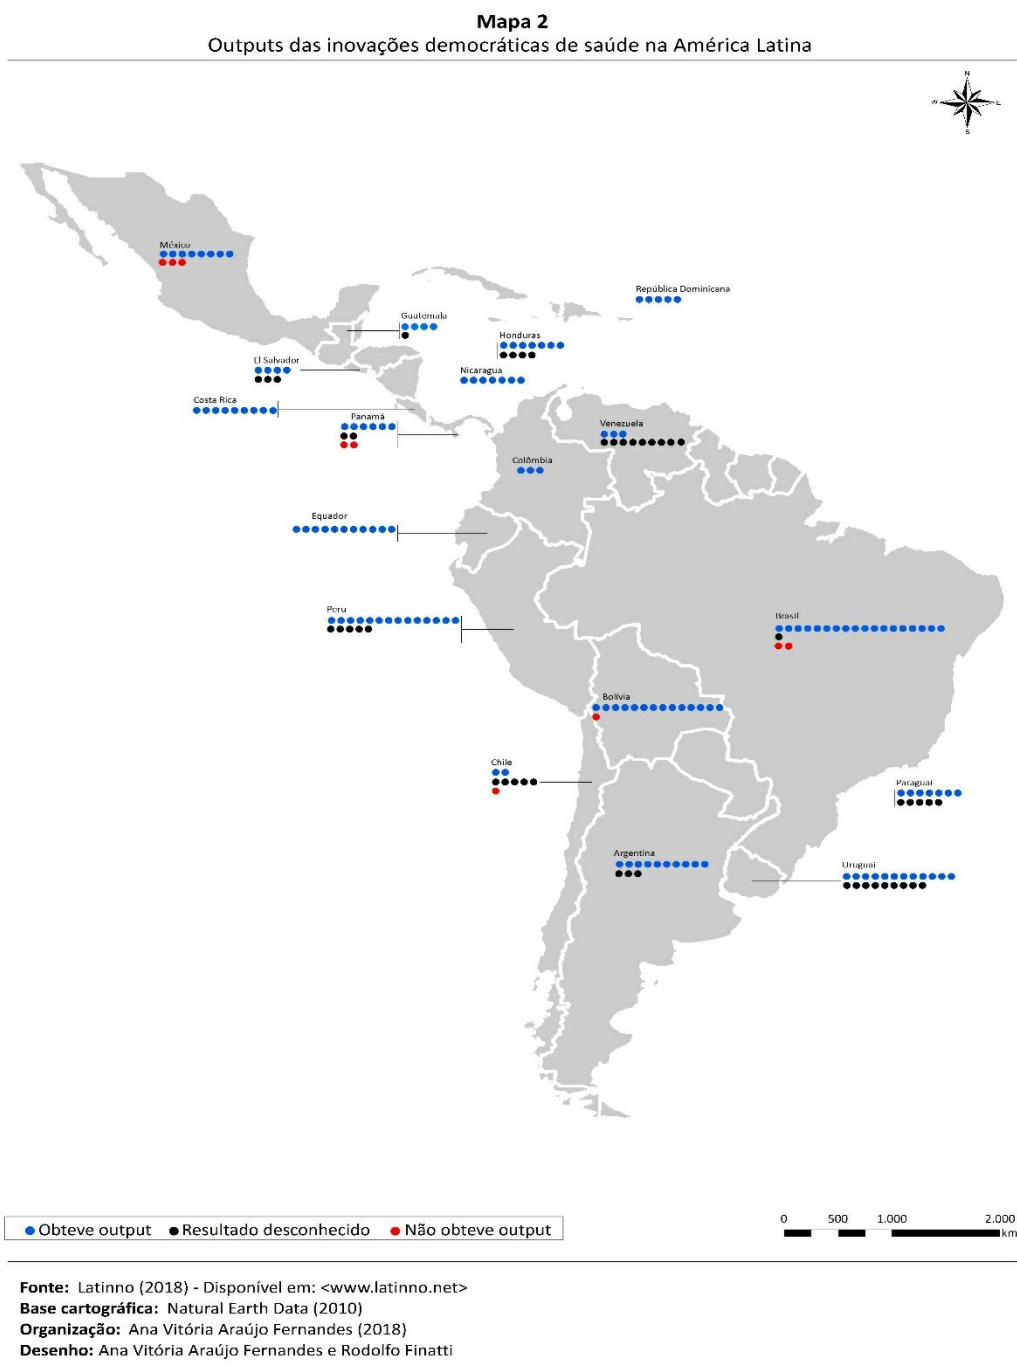 Mapa 2
Outputs das inovações democráticas de saúde na América Latina
N
W
E
S
México
República Dominicana
Guatemala
Honduras
El Salvador
Nicaragua
Costa Rica
Panamá
Venezuela
Colômbia
Equador
Peru
Brasil
Bolívia
Chile
Paraguai
Argentina
Uruguai
Obteve output Resultado desconhecido Não obteve output
0 500 1.000 2.000
km
Fonte: Latinno (2018) - Disponível em: <www.latinno.net>
Base cartográfica: Natural Earth Data (2010)
Organização: Ana Vitória Araújo Fernandes (2018)
Desenho: Ana Vitória Araújo Fernandes e Rodolfo Finatti